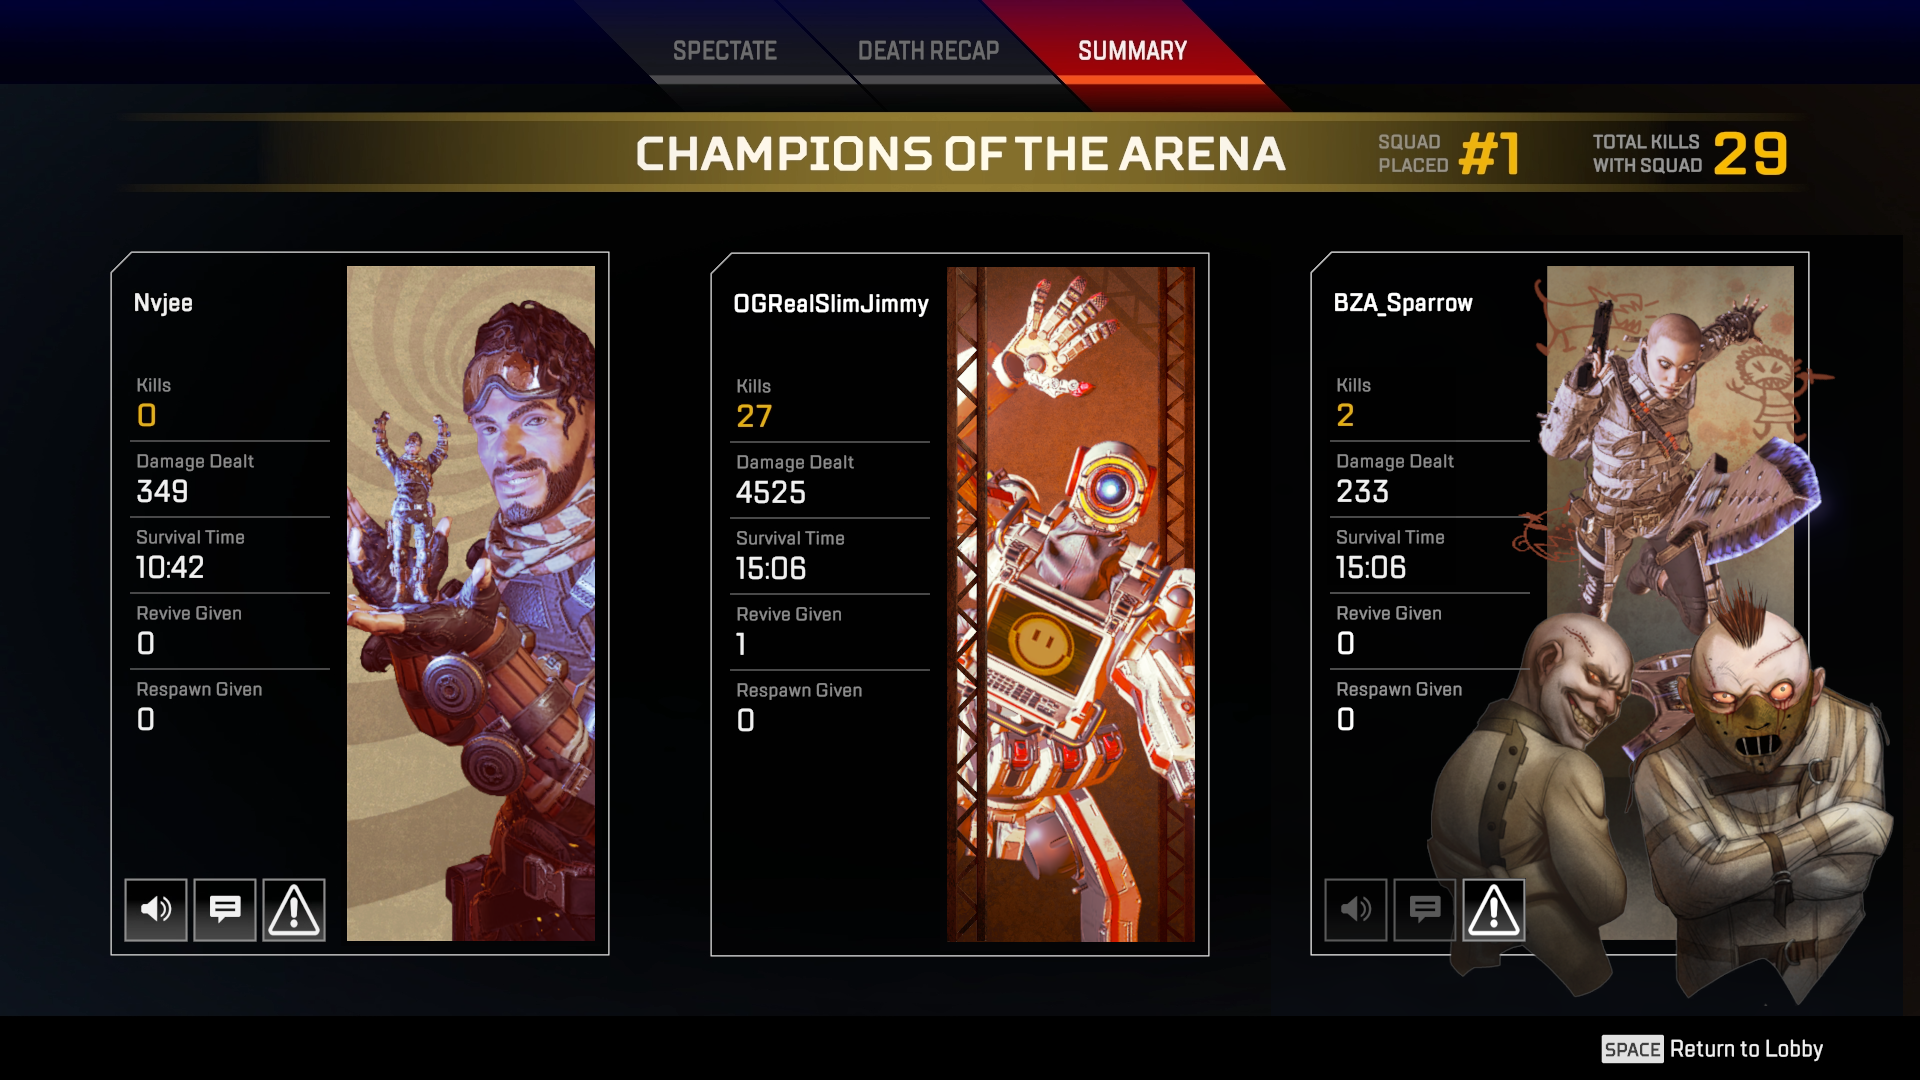 SPECTATE
DEATH RECAP
SUMMARY
CHAMPIONS OF THE ARENA
SQUAD
PLACED
#1
TOTAL KILLS
WITH SQUAD
29
Nvjee
Kills
0
Damage Dealt
349
Survival Time
10:42
Revive Given
0
Respawn Given
0
OGRealSlimJimmy
Kills
27
Damage Dealt
4525
Survival Time
15:06
Revive Given
1
Respawn Given
0
BZA_Sparrow
Kills
2
Damage Dealt
233
Survival Time
15:06
Revive Given
0
Respawn Given
0
SPACE Return to Lobby